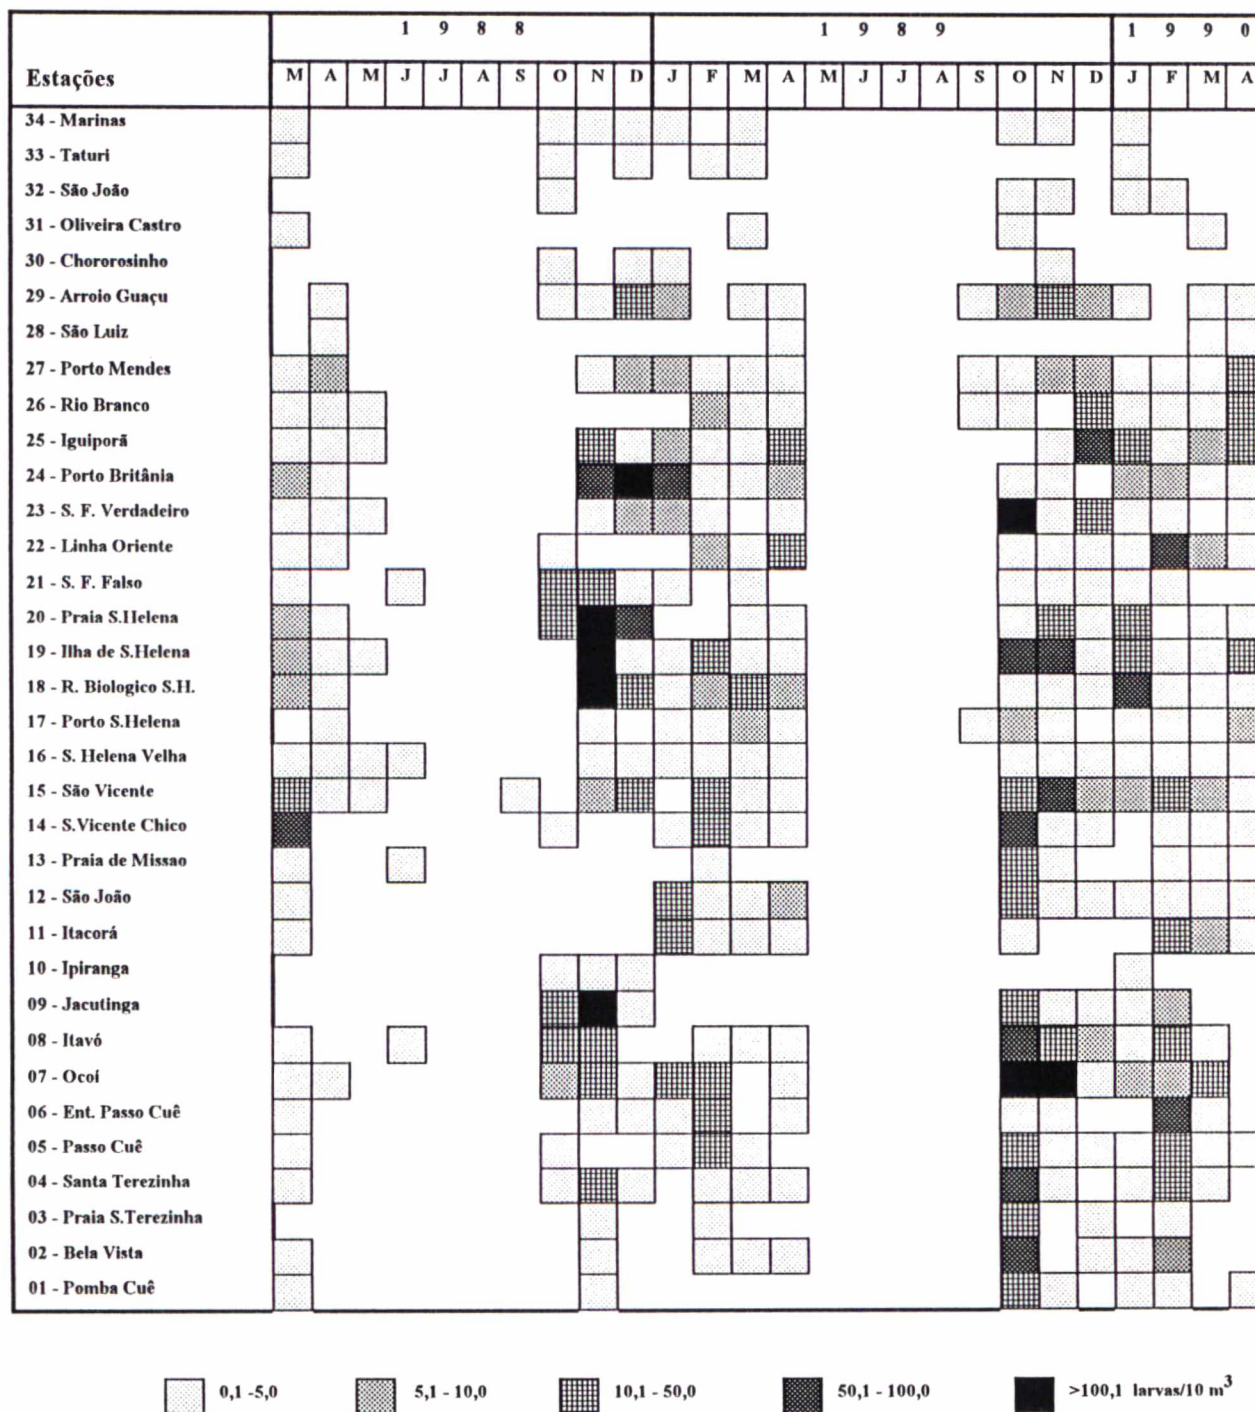 1 9 8 8 1 9 8 9 1 9 9 0
Estações M A M J J A S O N D J F M A M J J A S O N D J F M A
34 - Marinas
33 - Taturi
32 - São João
31 - Oliveira Castro
30 - Chororosinho
29 - Arroio Guaçu
28 - São Luiz
27 - Porto Mendes
26 - Rio Branco
25 - Iguiporã
24 - Porto Britânia
23 - S. F. Verdadeiro
22 - Linha Oriente
21 - S. F. Falso
20 - Praia S.Helena
19 - Ilha de S.Helena
18 - R. Biologico S.H.
17 - Porto S.Helena
16 - S. Helena Velha
15 - São Vicente
14 - S.Vicente Chico
13 - Praia de Missao
12 - São João
11 - Itacorá
10 - Ipiranga
09 - Jacutinga
08 - Itavó
07 - Ocoí
06 - Ent. Passo Cuê
05 - Passo Cuê
04 - Santa Terezinha
03 - Praia S.Terezinha
02 - Bela Vista
01 - Pomba Cuê
0,1 -5,0 5,1 - 10,0 10,1 - 50,0 50,1 - 100,0 >100,1 larvas/10 m³